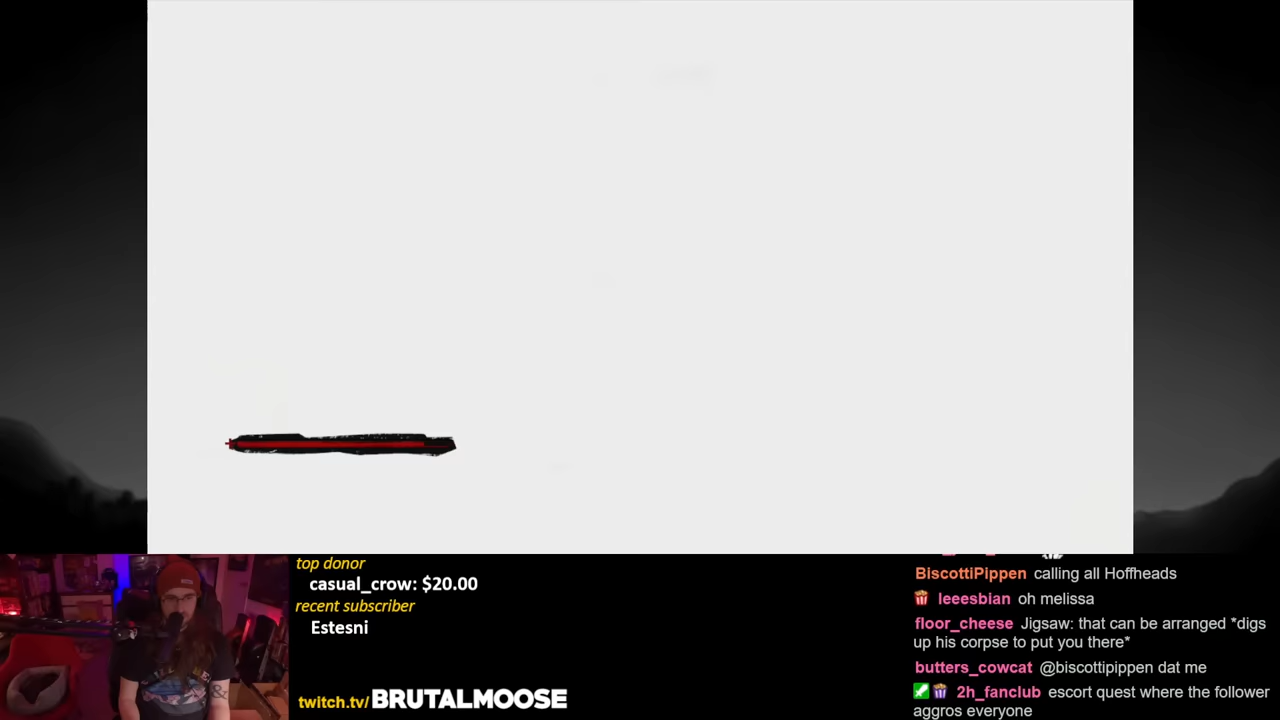 top donor
casual_crow: $20.00
recent subscriber
Estesni
twitch.tv/BRUTALMOOSE
BiscottiPippen calling all Hoffheads
leeesbian oh melissa
floor_cheese Jigsaw: that can be arranged *digs
up his corpse to put you there*
butters_cowcat @biscottipippen dat me
2h_fanclub escort quest where the follower
aggros everyone